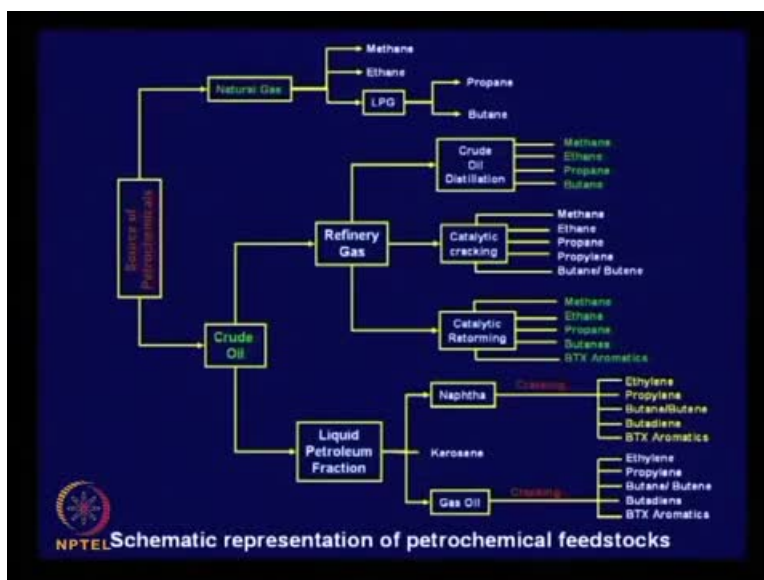 Methane
Ethane
Natural Gas
LPG
Propane
Butane
Source of
Petrochemicals
Crude
Oil
Distillation
Methane
Ethane
Propane
Butane
Refinery
Gas
Catalytic
cracking
Methane
Ethane
Propane
Propylene
Butane/ Butene
Crude
Oil
Catalytic
Retorming
Methane
Ethane
Propane
Butanes
BTX Aromatics
Liquid
Petroleum
Fraction
Naphtha
Cracking
Ethylene
Propylene
Butane/Butene
Butadiene
BTX Aromatics
Kerosene
Gas Oil
Cracking
Ethylene
Propylene
Butane/ Butene
Butadiens
BTX Aromatics
NPTEL
Schematic representation of petrochemical feedstocks